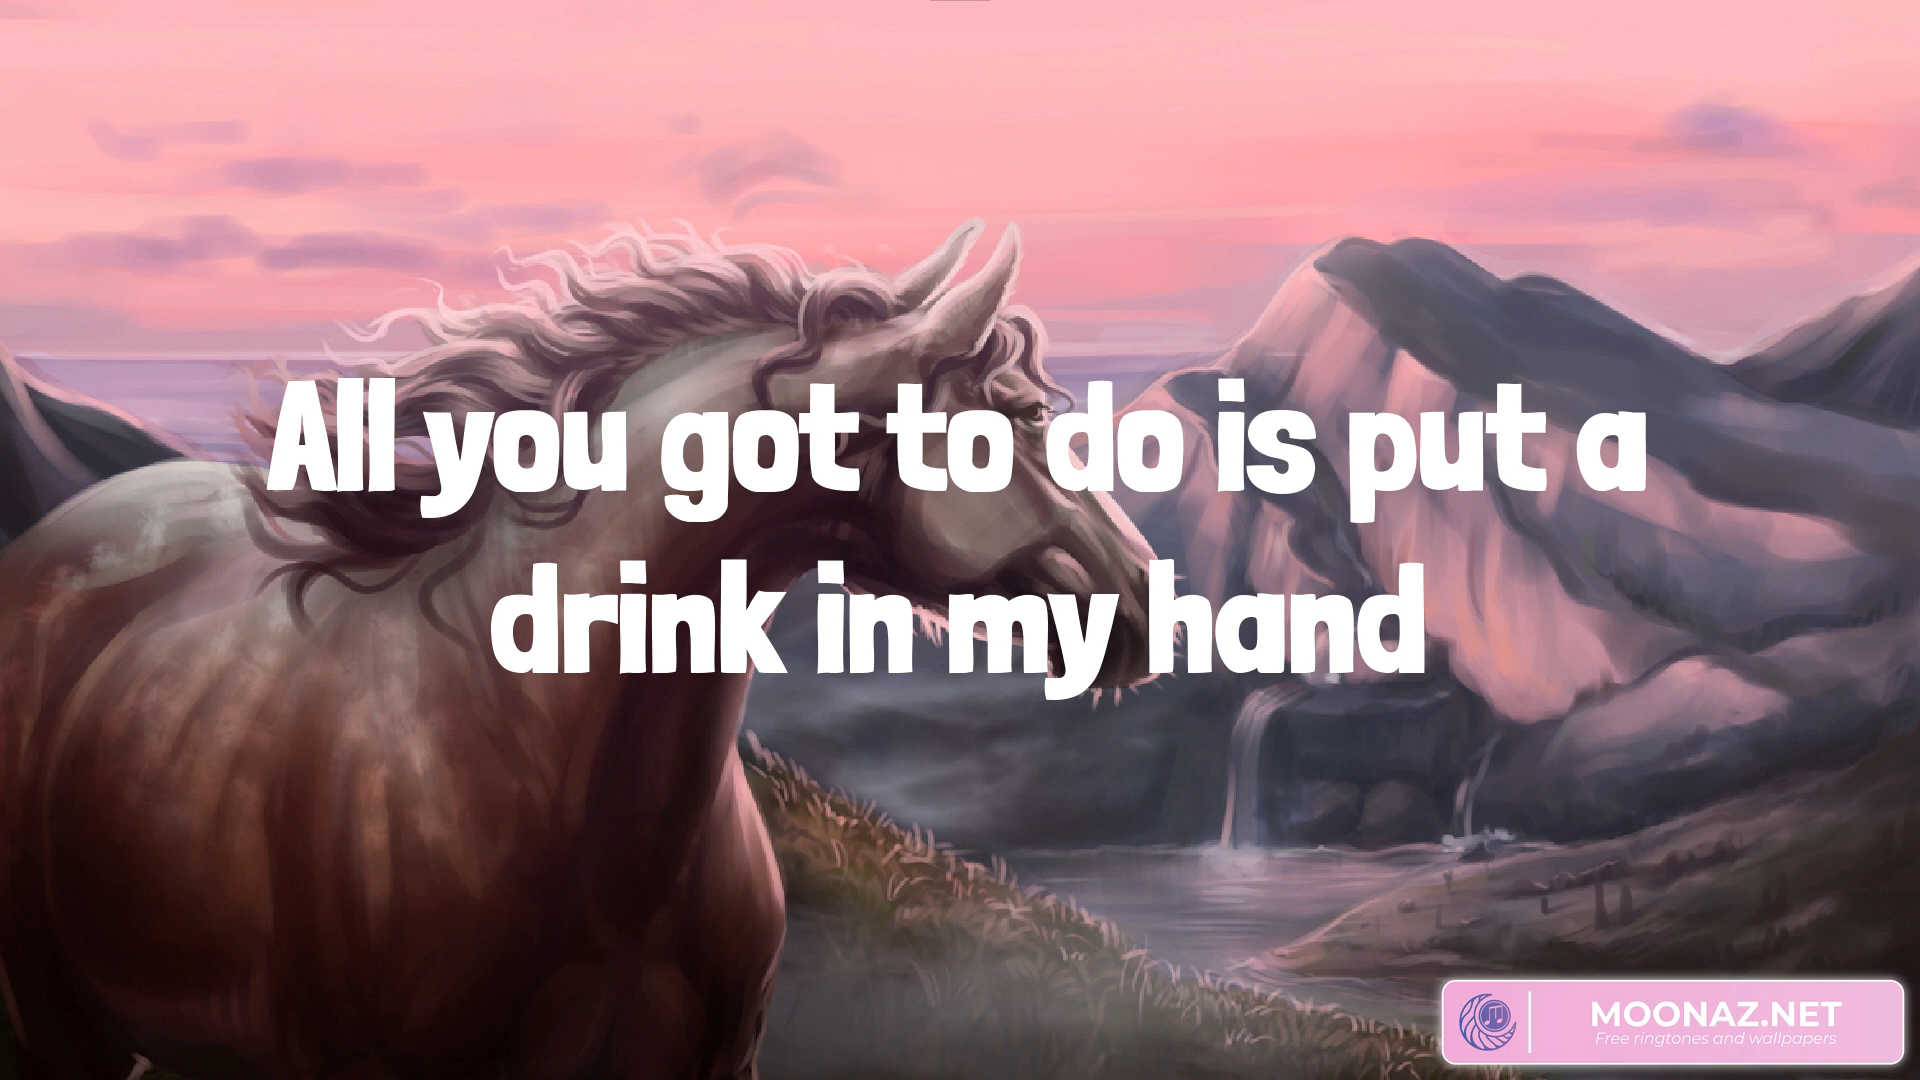 All you got to do is put a
drink in my hand
MOONAZ.NET
Free ringtones and wallpapers